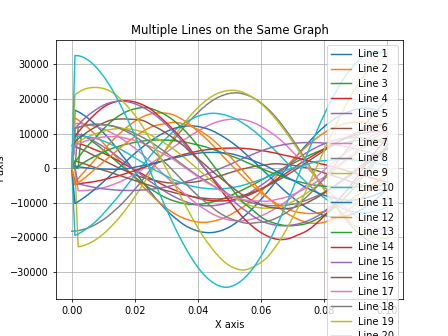 Multiple Lines on the Same Graph
30000
20000
10000
0
−10000
−20000
−30000
0.00
0.02
0.04
0.06
X axis
Line 1
Line 2
Line 3
Line 4
Line 5
Line 6
Line 7
Line 8
Line 9
Line 10
Line 11
Line 12
Line 13
Line 14
Line 15
Line 16
Line 17
Line 18
Line 19
Line 20